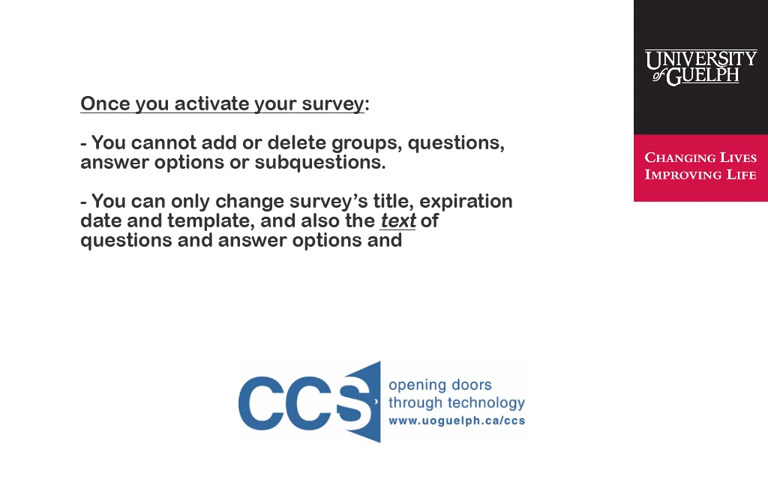 UNIVERSITY
of GUELPH
CHANGING LIVES
IMPROVING LIFE
Once you activate your survey:
- You cannot add or delete groups, questions,
answer options or subquestions.
- You can only change survey's title, expiration
date and template, and also the text of
questions and answer options and
CCS
opening doors
through technology
www.uoguelph.ca/ccs